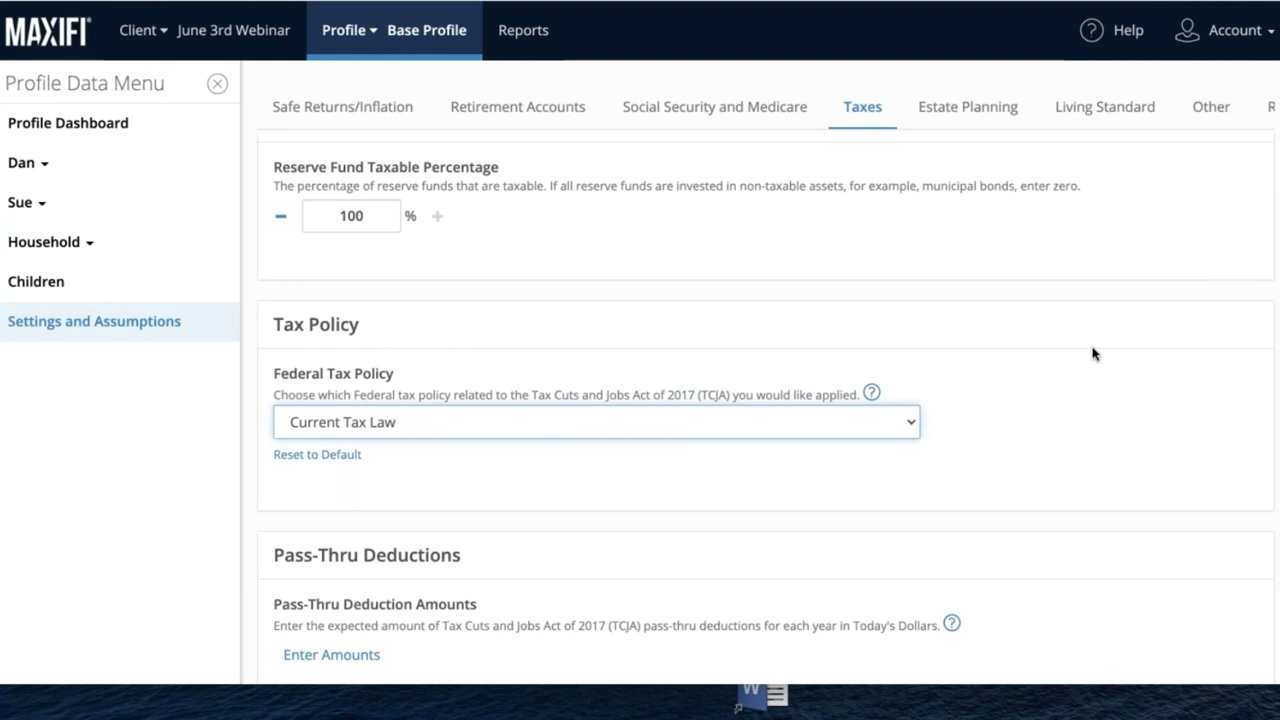 MAXIFI®
Client
June 3rd Webinar
Profile
Base Profile
Reports
Help
Account
Profile Data Menu
Profile Dashboard
Dan
Sue
Household
Children
Settings and Assumptions
Safe Returns/Inflation
Retirement Accounts
Social Security and Medicare
Taxes
Estate Planning
Living Standard
Other
R
Reserve Fund Taxable Percentage
The percentage of reserve funds that are taxable. If all reserve funds are invested in non-taxable assets, for example, municipal bonds, enter zero.
100 %
Tax Policy
Federal Tax Policy
Choose which Federal tax policy related to the Tax Cuts and Jobs Act of 2017 (TCJA) you would like applied.
Current Tax Law
Reset to Default
Pass-Thru Deductions
Pass-Thru Deduction Amounts
Enter the expected amount of Tax Cuts and Jobs Act of 2017 (TCJA) pass-thru deductions for each year in Today's Dollars.
Enter Amounts
W